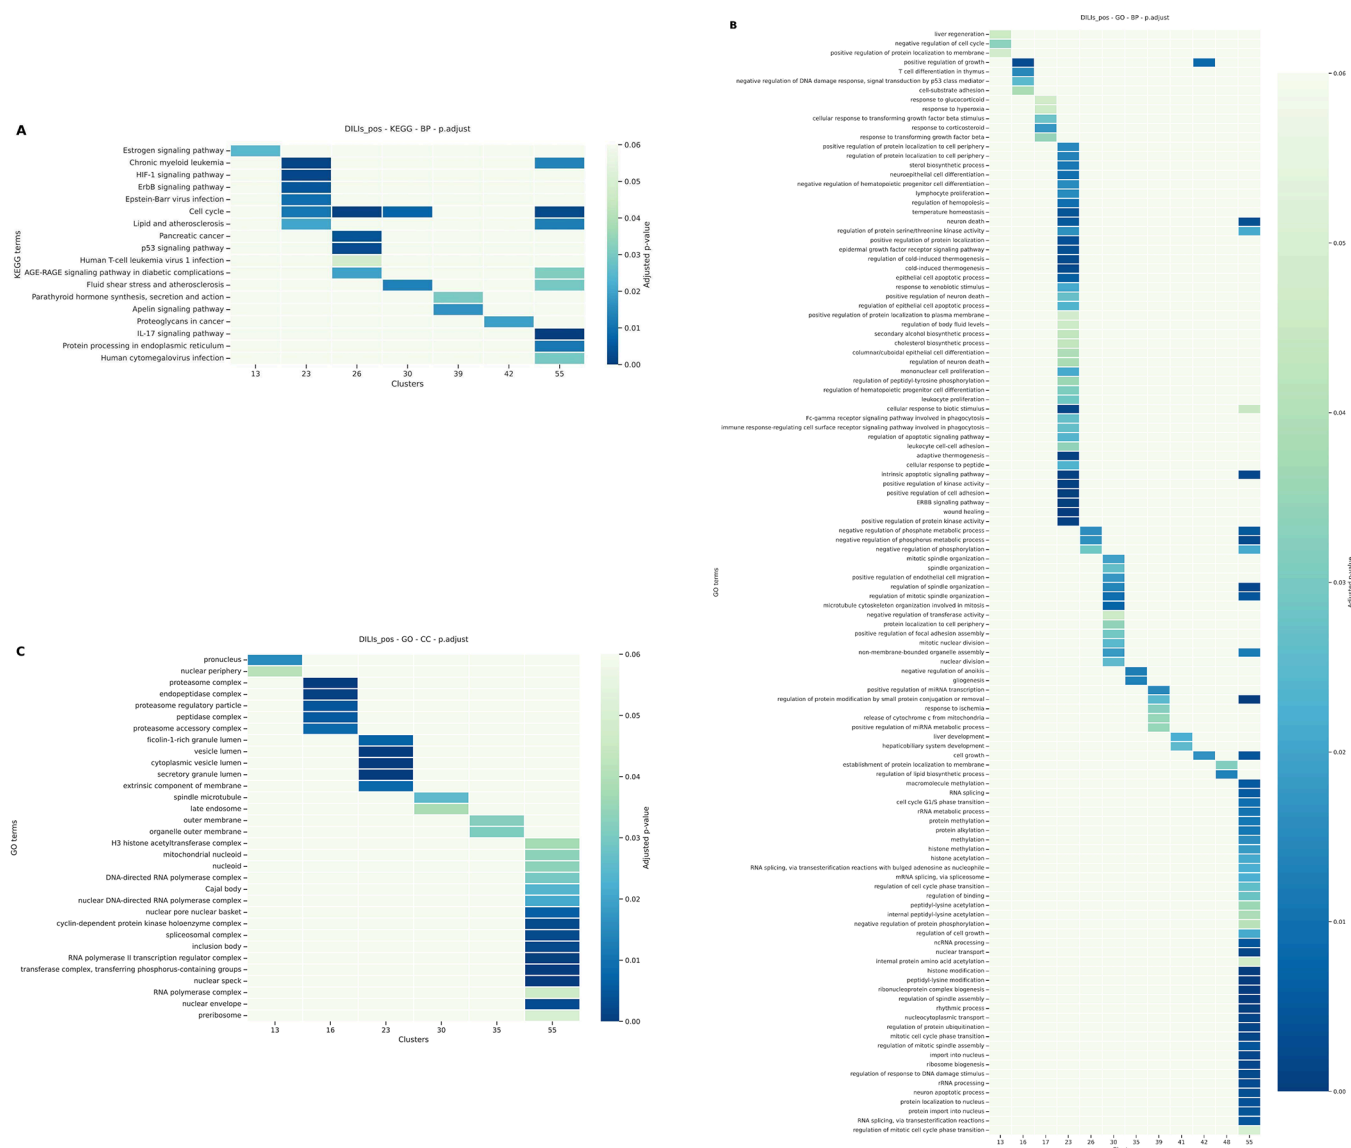 A
DILIs_pos - KEGG - BP - p.adjust
KEGG terms
Estrogen signaling pathway
Chronic myeloid leukemia
HIF-1 signaling pathway
ErbB signaling pathway
Epstein-Barr virus infection
Cell cycle
Lipid and atherosclerosis
Pancreatic cancer
p53 signaling pathway
Human T-cell leukemia virus 1 infection
AGE-RAGE signaling pathway in diabetic complications
Fluid shear stress and atherosclerosis
Parathyroid hormone synthesis, secretion and action
Apelin signaling pathway
Proteoglycans in cancer
IL-17 signaling pathway
Protein processing in endoplasmic reticulum
Human cytomegalovirus infection
13 23 26 30 39 42 55
Clusters
0.06
0.05
0.04
0.03
0.02
0.01
0.00
Adjusted p-value
B
DILIs_pos - GO - BP - p.adjust
GO terms
liver regeneration
negative regulation of cell cycle
positive regulation of protein localization to membrane
positive regulation of growth
T cell differentiation in thymus
negative regulation of DNA damage response, signal transduction by p53 class mediator
cell-substrate adhesion
response to glucocorticoid
response to hyperoxia
cellular response to transforming growth factor beta stimulus
response to corticosteroid
response to transforming growth factor beta
positive regulation of protein localization to cell periphery
regulation of protein localization to cell periphery
sterol biosynthetic process
neuroepithelial cell differentiation
negative regulation of hematopoietic progenitor cell differentiation
lymphocyte proliferation
regulation of hemopoiesis
temperature homeostasis
neuron death
regulation of protein serine/threonine kinase activity
positive regulation of protein localization
epidermal growth factor receptor signaling pathway
regulation of cold-induced thermogenesis
cold-induced thermogenesis
epithelial cell apoptotic process
response to xenobiotic stimulus
positive regulation of neuron death
regulation of epithelial cell apoptotic process
positive regulation of protein localization to plasma membrane
regulation of body fluid levels
secondary alcohol biosynthetic process
cholesterol biosynthetic process
columnar/cuboidal epithelial cell differentiation
regulation of neuron death
mononuclear cell proliferation
regulation of peptidyl-tyrosine phosphorylation
regulation of hematopoietic progenitor cell differentiation
leukocyte proliferation
cellular response to biotic stimulus
Fc-gamma receptor signaling pathway involved in phagocytosis
immune response-regulating cell surface receptor signaling pathway involved in phagocytosis
regulation of apoptotic signaling pathway
leukocyte cell-cell adhesion
adaptive thermogenesis
cellular response to peptide
intrinsic apoptotic signaling pathway
positive regulation of kinase activity
positive regulation of cell adhesion
ERBB signaling pathway
wound healing
positive regulation of protein kinase activity
negative regulation of phosphate metabolic process
negative regulation of phosphorus metabolic process
negative regulation of phosphorylation
mitotic spindle organization
spindle organization
positive regulation of endothelial cell migration
regulation of spindle organization
regulation of mitotic spindle organization
microtubule cytoskeleton organization involved in mitosis
negative regulation of transferase activity
protein localization to cell periphery
positive regulation of focal adhesion assembly
mitotic nuclear division
non-membrane-bounded organelle assembly
nuclear division
negative regulation of anoikis
gliogenesis
positive regulation of miRNA transcription
regulation of protein modification by small protein conjugation or removal
response to ischemia
release of cytochrome c from mitochondria
positive regulation of miRNA metabolic process
liver development
hepaticobiliary system development
cell growth
establishment of protein localization to membrane
regulation of lipid biosynthetic process
macromolecule methylation
RNA splicing
cell cycle G1/S phase transition
rRNA metabolic process
protein methylation
protein alkylation
methylation
histone methylation
histone acetylation
RNA splicing, via transesterification reactions with bulged adenosine as nucleophile
mRNA splicing, via spliceosome
regulation of cell cycle phase transition
regulation of binding
peptidyl-lysine acetylation
internal peptidyl-lysine acetylation
negative regulation of protein phosphorylation
regulation of cell growth
ncRNA processing
nuclear transport
internal protein amino acid acetylation
histone modification
peptidyl-lysine modification
ribonucleoprotein complex biogenesis
regulation of spindle assembly
rhythmic process
nucleocytoplasmic transport
regulation of protein ubiquitination
mitotic cell cycle phase transition
regulation of mitotic spindle assembly
import into nucleus
ribosome biogenesis
regulation of response to DNA damage stimulus
rRNA processing
neuron apoptotic process
protein localization to nucleus
protein import into nucleus
RNA splicing, via transesterification reactions
regulation of mitotic cell cycle phase transition
13 16 17 23 26 30 35 39 41 42 48 55
0.06
0.05
0.04
0.03
0.02
0.01
0.00
C
DILIs_pos - GO - CC - p.adjust
GO terms
pronucleus
nuclear periphery
proteasome complex
endopeptidase complex
proteasome regulatory particle
peptidase complex
proteasome accessory complex
ficolin-1-rich granule lumen
vesicle lumen
cytoplasmic vesicle lumen
secretory granule lumen
extrinsic component of membrane
spindle microtubule
late endosome
outer membrane
organelle outer membrane
H3 histone acetyltransferase complex
mitochondrial nucleoid
nucleoid
DNA-directed RNA polymerase complex
Cajal body
nuclear DNA-directed RNA polymerase complex
nuclear pore nuclear basket
cyclin-dependent protein kinase holoenzyme complex
spliceosomal complex
inclusion body
RNA polymerase II transcription regulator complex
transferase complex, transferring phosphorus-containing groups
nuclear speck
RNA polymerase complex
nuclear envelope
preribosome
13 16 23 30 35 55
Clusters
0.06
0.05
0.04
0.03
0.02
0.01
0.00
Adjusted p-value